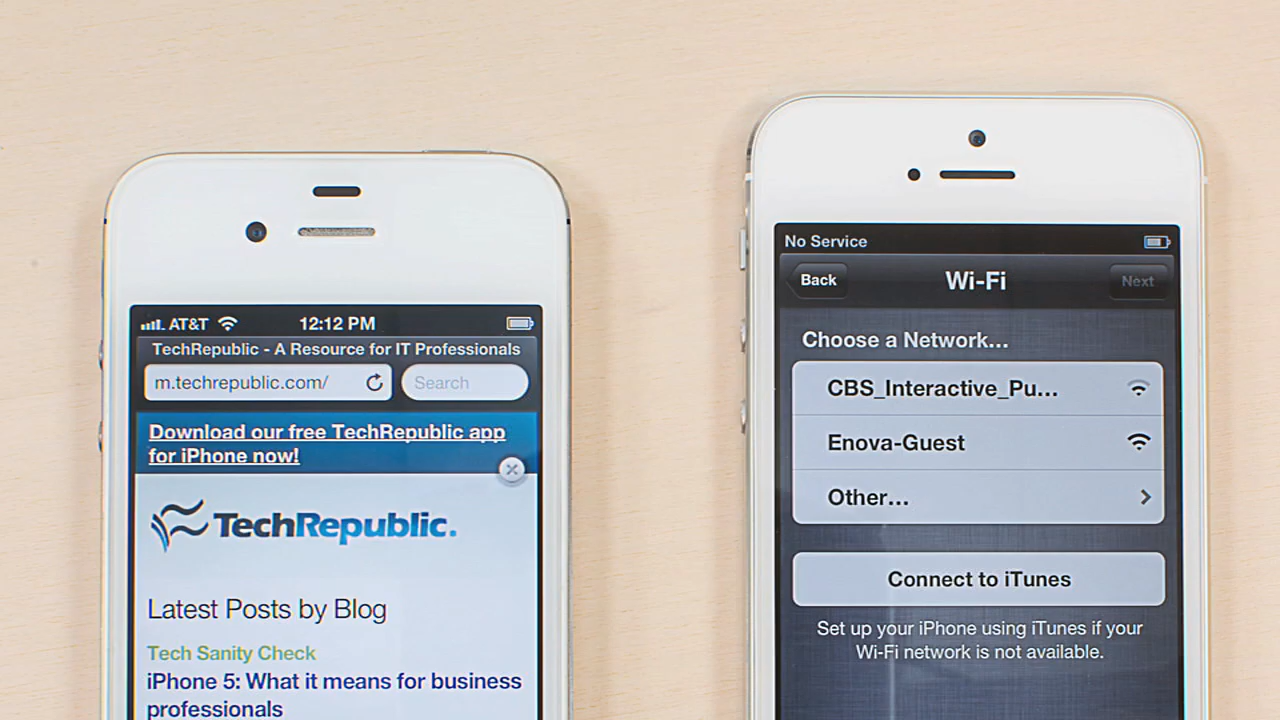 AT&T 12:12 PM
TechRepublic - A Resource for IT Professionals
m.techrepublic.com/ Search
Download our free TechRepublic app
for iPhone now!
TechRepublic.
Latest Posts by Blog
Tech Sanity Check
iPhone 5: What it means for business
professionals
No Service
Back Wi-Fi Next
Choose a Network...
CBS_Interactive_Pu...
Enova-Guest
Other...
Connect to iTunes
Set up your iPhone using iTunes if your
Wi-Fi network is not available.